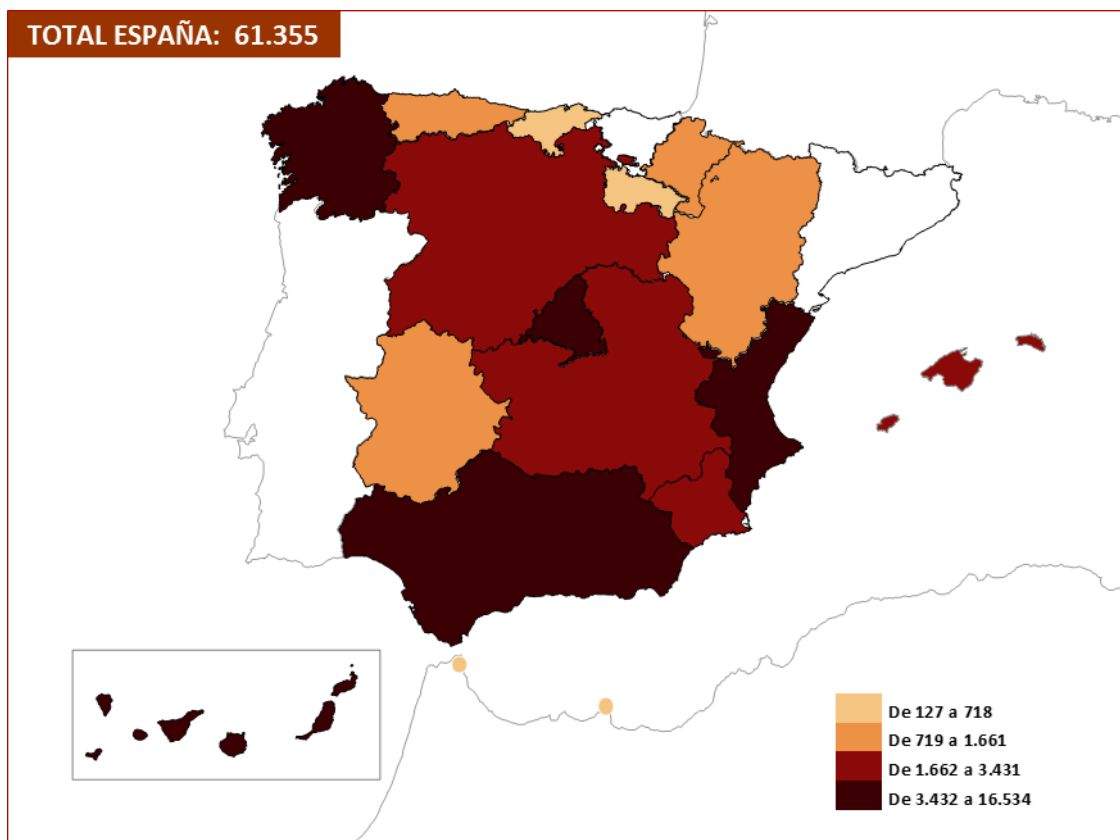 TOTAL ESPAÑA: 61.355
De 127 a 718
De 719 a 1.661
De 1.662 a 3.431
De 3.432 a 16.534